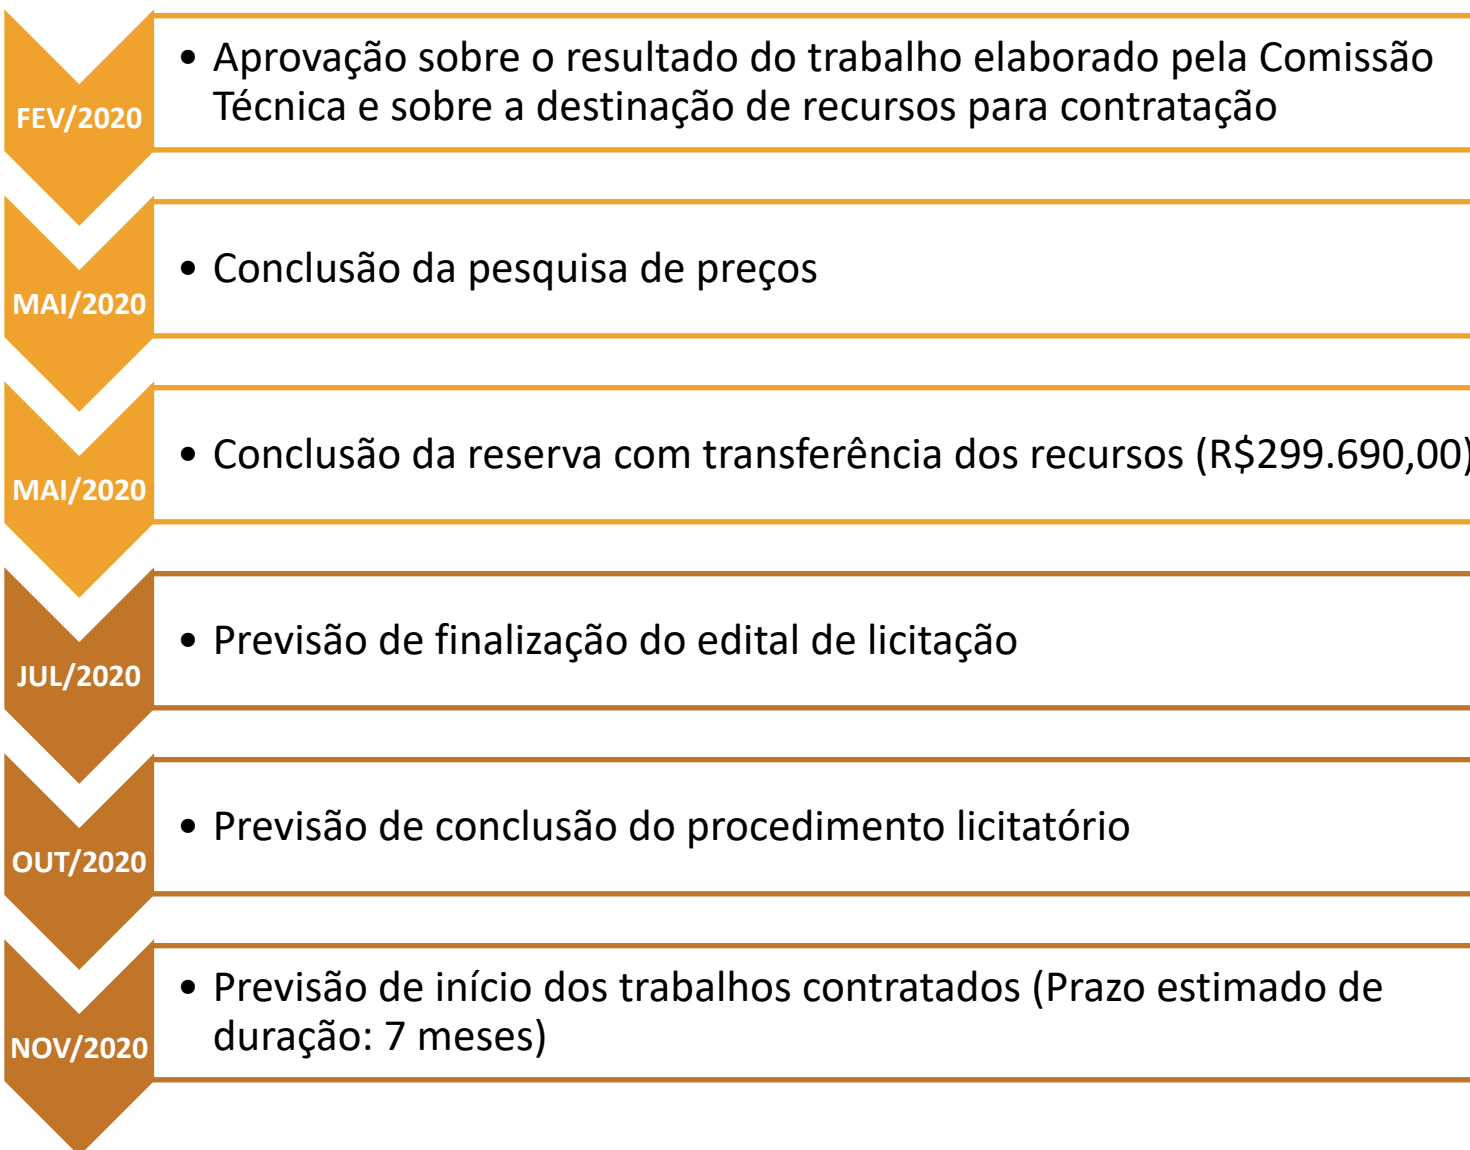 FEV/2020
• Aprovação sobre o resultado do trabalho elaborado pela Comissão
Técnica e sobre a destinação de recursos para contratação
MAI/2020
• Conclusão da pesquisa de preços
MAI/2020
• Conclusão da reserva com transferência dos recursos (R$299.690,00)
JUL/2020
• Previsão de finalização do edital de licitação
OUT/2020
• Previsão de conclusão do procedimento licitatório
NOV/2020
• Previsão de início dos trabalhos contratados (Prazo estimado de
duração: 7 meses)